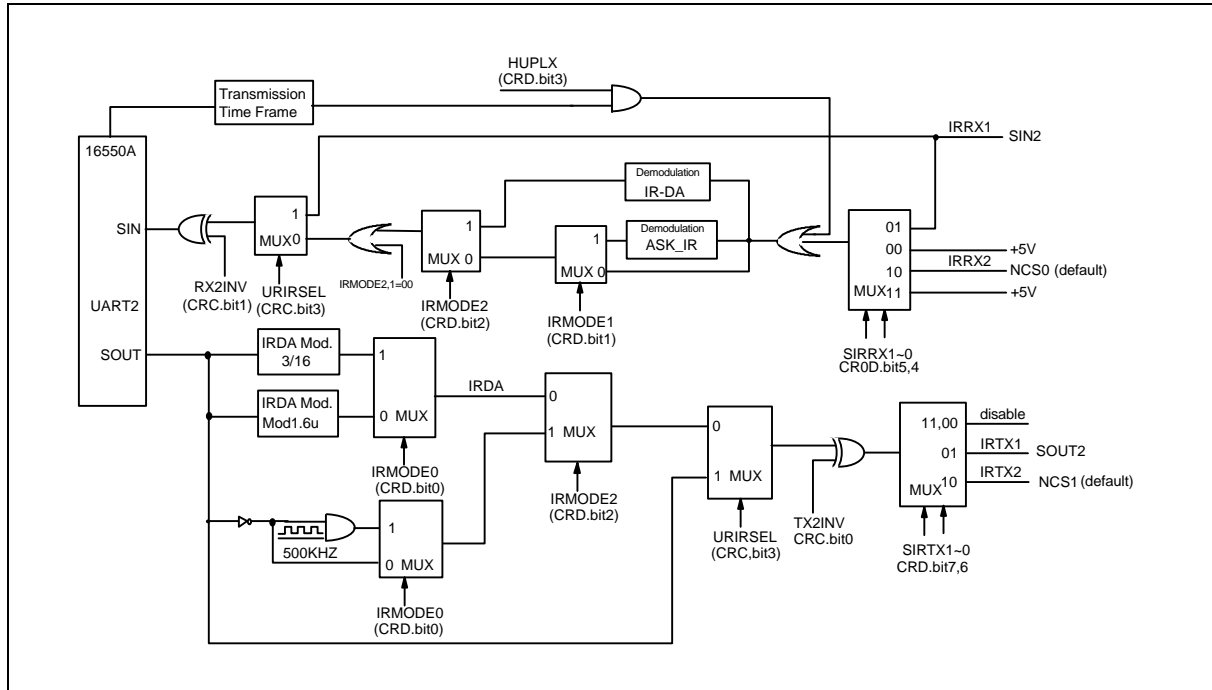 HUPLX
(CRD.bit3)
Transmission
Time Frame
16550A
IRRX1
SIN2
Demodulation
IR-DA
SIN
1
MUX 0
1
MUX 0
1
MUX 0
Demodulation
ASK_IR
01
00
10
MUX 11
+5V
IRRX2
NCS0 (default)
+5V
RX2INV
(CRC.bit1)
URIRSEL
(CRC.bit3)
IRMODE2,1=00
IRMODE2
(CRD.bit2)
IRMODE1
(CRD.bit1)
SIRRX1~0
CR0D.bit5,4
UART2
SOUT
IRDA Mod.
3/16
1
0 MUX
IRDA Mod.
Mod1.6u
IRDA
0
1 MUX
0
1 MUX
11,00
01
10
MUX
disable
IRTX1
SOUT2
IRTX2
NCS1 (default)
IRMODE0
(CRD.bit0)
IRMODE2
(CRD.bit2)
URIRSEL
(CRC,bit3)
TX2INV
CRC.bit0
SIRTX1~0
CRD.bit7,6
500KHZ
1
0 MUX
IRMODE0
(CRD.bit0)